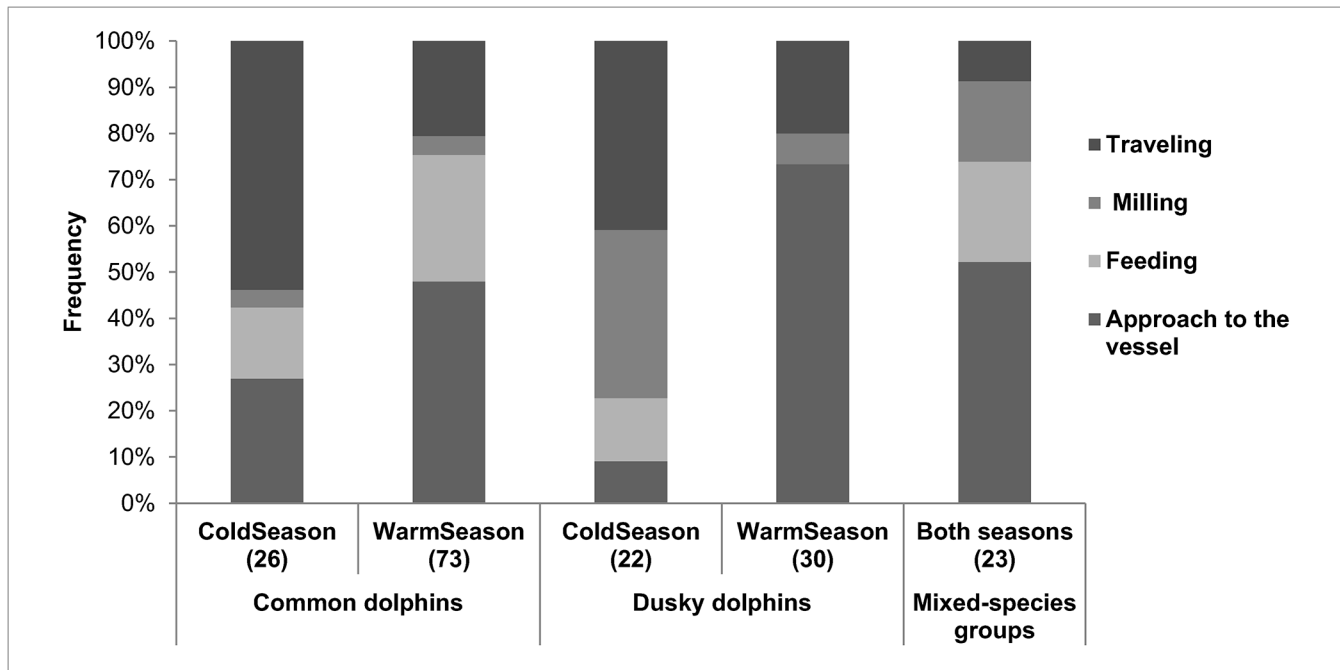 100%
90%
80%
70%
60%
50%
40%
30%
20%
10%
0%
Frequency
Traveling
Milling
Feeding
Approach to the
vessel
ColdSeason
(26)
WarmSeason
(73)
ColdSeason
(22)
WarmSeason
(30)
Both seasons
(23)
Common dolphins
Dusky dolphins
Mixed-species
groups